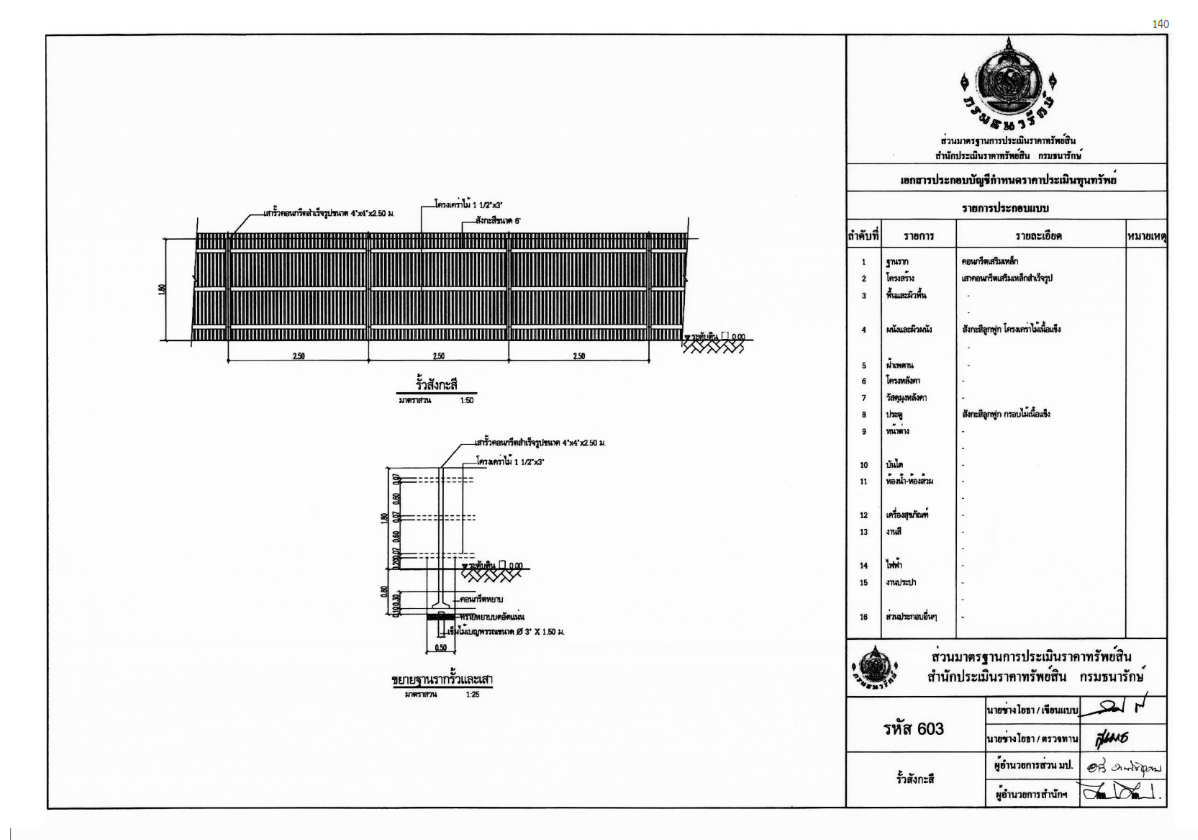 140
เสารั้วคอนกรีตสำเร็จรูปขนาด 4"x4"x2.50 ม.
โครงเคร่าไม้ 1 1/2"x3"
สังกะสีขนาด 6'
1.80
ระดับดิน 0.00
2.50 2.50 2.50
รั้วสังกะสี
มาตราส่วน 1:50
เสารั้วคอนกรีตสำเร็จรูปขนาด 4"x4"x2.50 ม.
โครงเคร่าไม้ 1 1/2"x3"
0.07
0.60
1.80
0.07
0.60
0.07
0.20
ระดับดิน 0.00
0.80
0.30
0.10
คอนกรีตหยาบ
ทรายหยาบบดอัดแน่น
เข็มไม้เบญพรรณขนาด Ø 3" X 1.50 ม.
0.50
ขยายฐานรากรั้วและเสา
มาตราส่วน 1:25
กรมธนารักษ์
ส่วนมาตรฐานการประเมินราคาทรัพย์สิน
สำนักประเมินราคาทรัพย์สิน กรมธนารักษ์
เอกสารประกอบบัญชีกำหนดราคาประเมินทุนทรัพย์
รายการประกอบแบบ
ลำดับที่ รายการ รายละเอียด หมายเหตุ
1 ฐานราก คอนกรีตเสริมเหล็ก
2 โครงสร้าง เสาคอนกรีตเสริมเหล็กสำเร็จรูป
3 พื้นและผิวพื้น -
-
4 ผนังและผิวผนัง สังกะสีลูกฟูก โครงเคร่าไม้เนื้อแข็ง
-
5 ฝ้าเพดาน -
6 โครงหลังคา -
7 วัสดุมุงหลังคา -
8 ประตู สังกะสีลูกฟูก กรอบไม้เนื้อแข็ง
9 หน้าต่าง -
-
10 บันได -
11 ห้องน้ำ-ห้องส้วม -
-
12 เครื่องสุขภัณฑ์ -
13 งานสี -
-
14 ไฟฟ้า -
15 งานประปา -
-
16 ส่วนประกอบอื่นๆ -
กรมธนารักษ์
ส่วนมาตรฐานการประเมินราคาทรัพย์สิน
สำนักประเมินราคาทรัพย์สิน กรมธนารักษ์
รหัส 603
นายช่างโยธา / เขียนแบบ
นายช่างโยธา / ตรวจทาน
รั้วสังกะสี
ผู้อำนวยการส่วน มป.
ผู้อำนวยการสำนักฯ